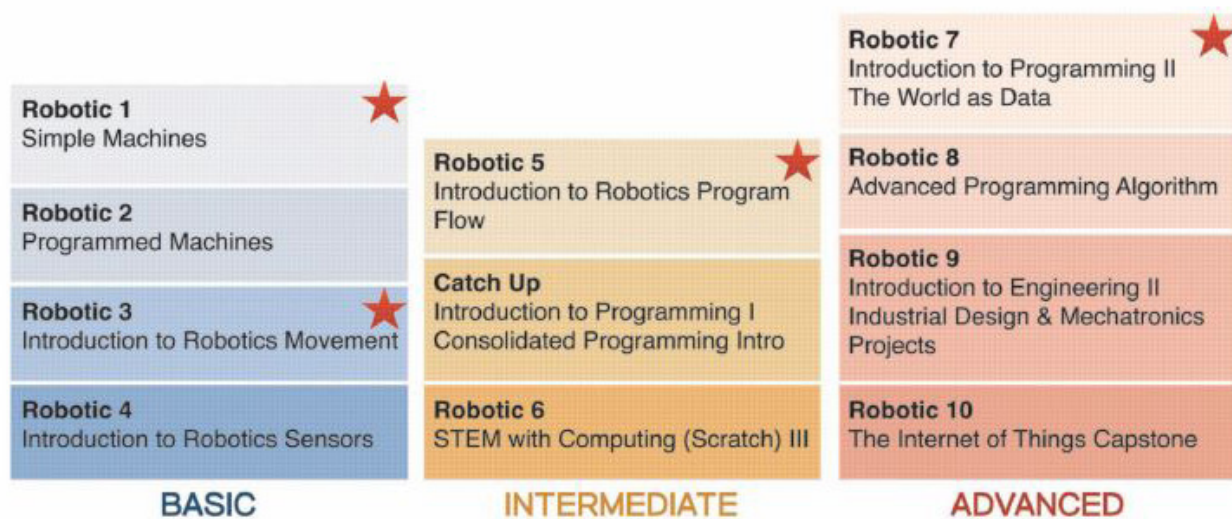 Robotic 1
Simple Machines
Robotic 2
Programmed Machines
Robotic 3
Introduction to Robotics Movement
Robotic 4
Introduction to Robotics Sensors
BASIC
Robotic 5
Introduction to Robotics Program
Flow
Catch Up
Introduction to Programming I
Consolidated Programming Intro
Robotic 6
STEM with Computing (Scratch) III
INTERMEDIATE
Robotic 7
Introduction to Programming II
The World as Data
Robotic 8
Advanced Programming Algorithm
Robotic 9
Introduction to Engineering II
Industrial Design & Mechatronics
Projects
Robotic 10
The Internet of Things Capstone
ADVANCED